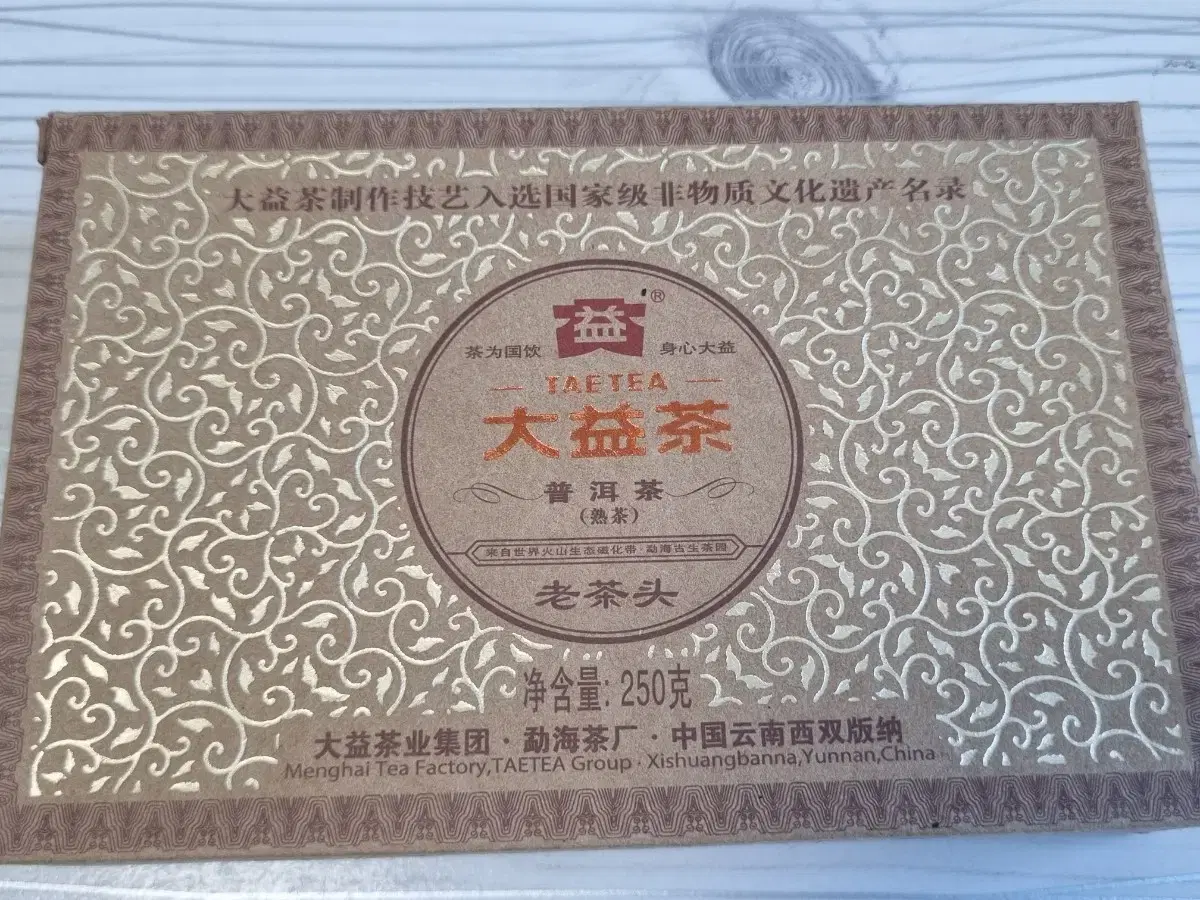 大益茶制作技艺入选国家级非物质文化遗产名录
益®
茶为国饮 身心大益
TAETEA
大益茶
普洱茶
(熟茶)
来自世界火山生态磁化带·勐海古生茶园
老茶头
净含量: 250克
大益茶业集团·勐海茶厂·中国云南西双版纳
Menghai Tea Factory,TAETEA Group·Xishuangbanna,Yunnan,China